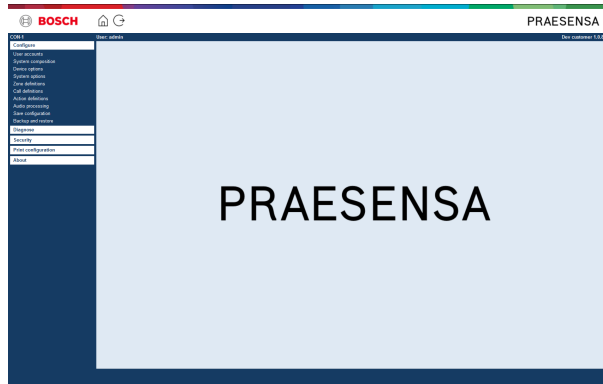 BOSCH
PRAESENSA
CON-1
User: admin
Dev customer 1.0.
Configure
User accounts
System composition
Device options
System options
Zone definitions
Call definitions
Action definitions
Audio processing
Save configuration
Backup and restore
Diagnose
Security
Print configuration
About
PRAESENSA